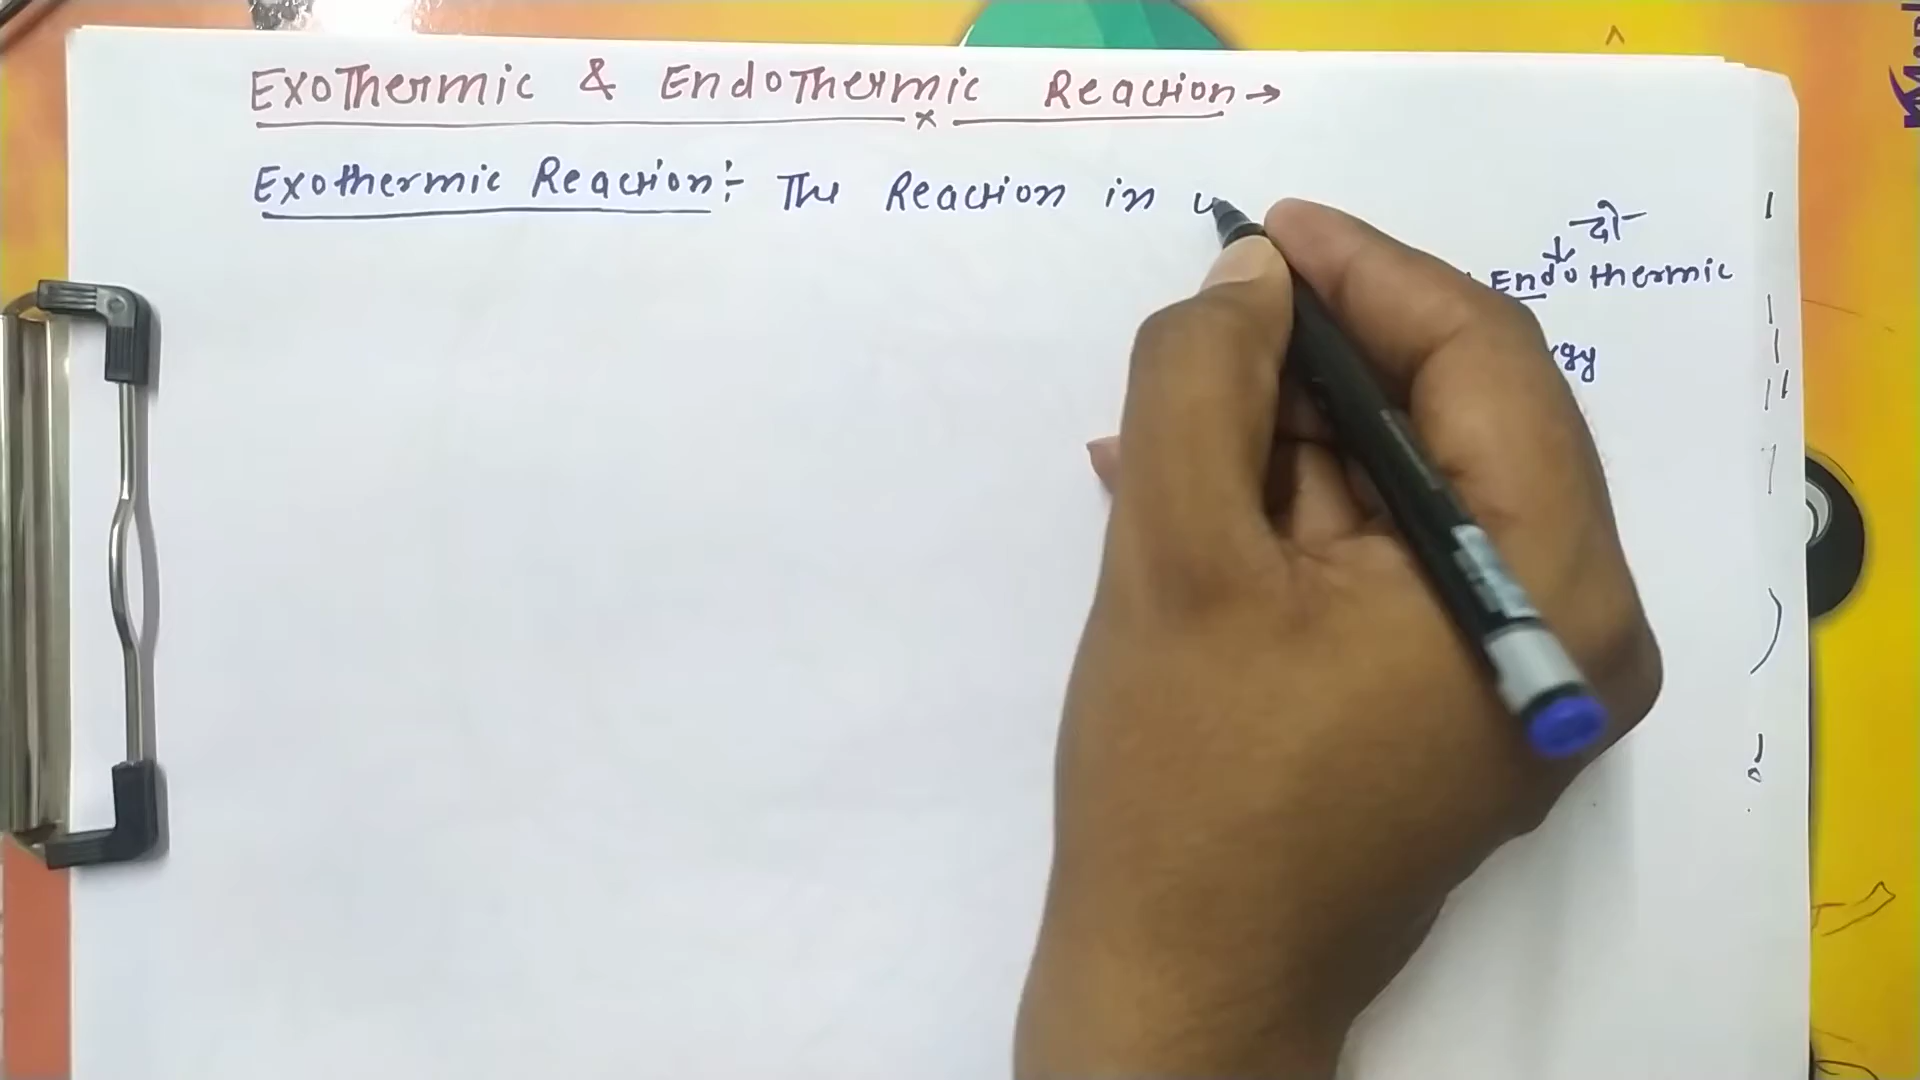 Exothermic & Endothermic Reaction→
Exothermic Reaction:- The Reaction in
दो
Endothermic